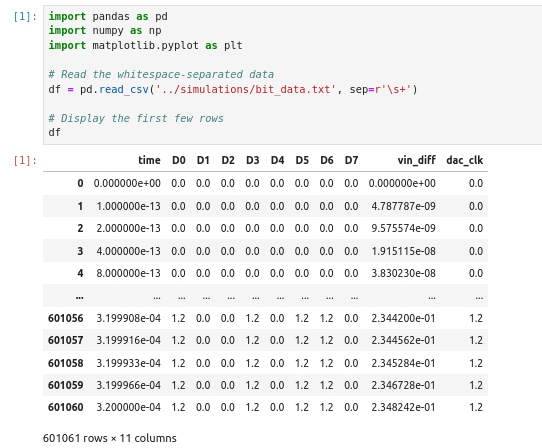 [1]: import pandas as pd
import numpy as np
import matplotlib.pyplot as plt
# Read the whitespace-separated data
df = pd.read_csv('../simulations/bit_data.txt', sep=r'\s+')
# Display the first few rows
df
[1]: time D0 D1 D2 D3 D4 D5 D6 D7 vin_diff dac_clk
0 0.000000e+00 0.0 0.0 0.0 0.0 0.0 0.0 0.0 0.0 0.000000e+00 0.0
1 1.000000e-13 0.0 0.0 0.0 0.0 0.0 0.0 0.0 0.0 4.787787e-09 0.0
2 2.000000e-13 0.0 0.0 0.0 0.0 0.0 0.0 0.0 0.0 9.575574e-09 0.0
3 4.000000e-13 0.0 0.0 0.0 0.0 0.0 0.0 0.0 0.0 1.915115e-08 0.0
4 8.000000e-13 0.0 0.0 0.0 0.0 0.0 0.0 0.0 0.0 3.830230e-08 0.0
... ... ... ... ... ... ... ... ... ... ... ...
601056 3.199908e-04 1.2 0.0 0.0 1.2 0.0 1.2 1.2 0.0 2.344200e-01 1.2
601057 3.199916e-04 1.2 0.0 0.0 1.2 0.0 1.2 1.2 0.0 2.344562e-01 1.2
601058 3.199933e-04 1.2 0.0 0.0 1.2 0.0 1.2 1.2 0.0 2.345284e-01 1.2
601059 3.199966e-04 1.2 0.0 0.0 1.2 0.0 1.2 1.2 0.0 2.346728e-01 1.2
601060 3.200000e-04 1.2 0.0 0.0 1.2 0.0 1.2 1.2 0.0 2.348242e-01 1.2
601061 rows × 11 columns